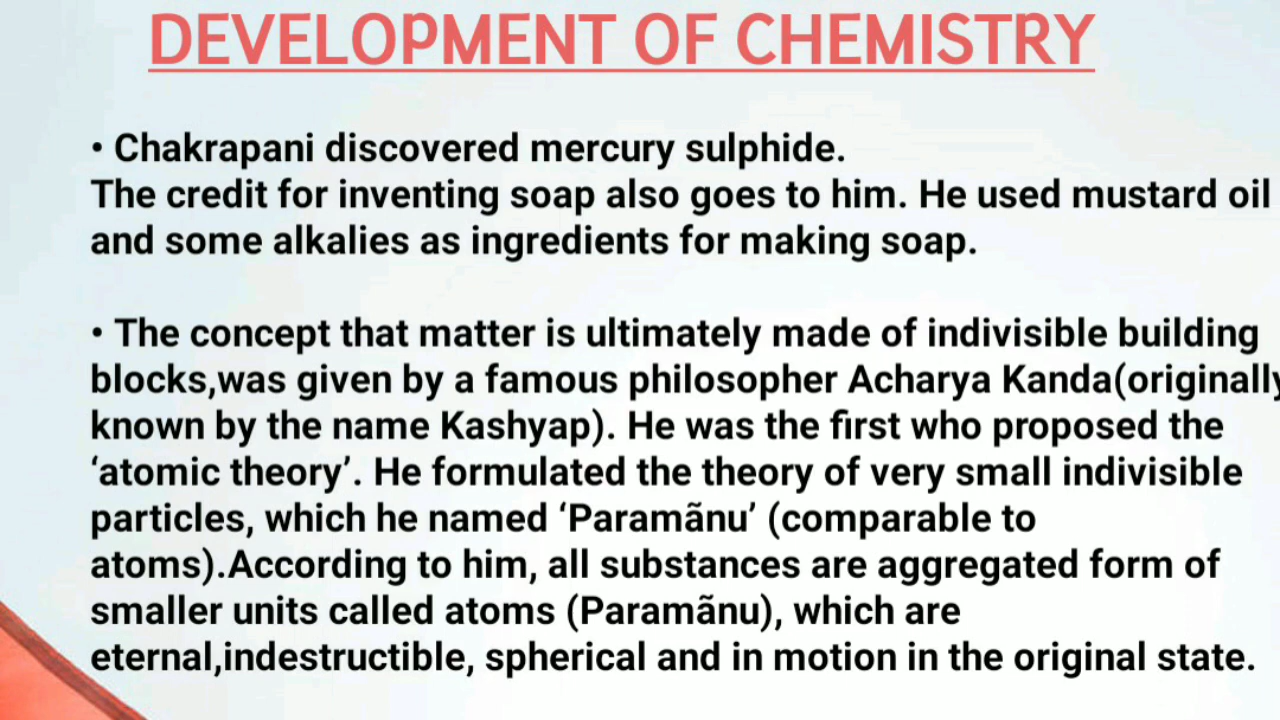 DEVELOPMENT OF CHEMISTRY
• Chakrapani discovered mercury sulphide.
The credit for inventing soap also goes to him. He used mustard oil
and some alkalies as ingredients for making soap.
• The concept that matter is ultimately made of indivisible building
blocks,was given by a famous philosopher Acharya Kanda(originally
known by the name Kashyap). He was the first who proposed the
‘atomic theory’. He formulated the theory of very small indivisible
particles, which he named ‘Paramãnu’ (comparable to
atoms).According to him, all substances are aggregated form of
smaller units called atoms (Paramãnu), which are
eternal,indestructible, spherical and in motion in the original state.